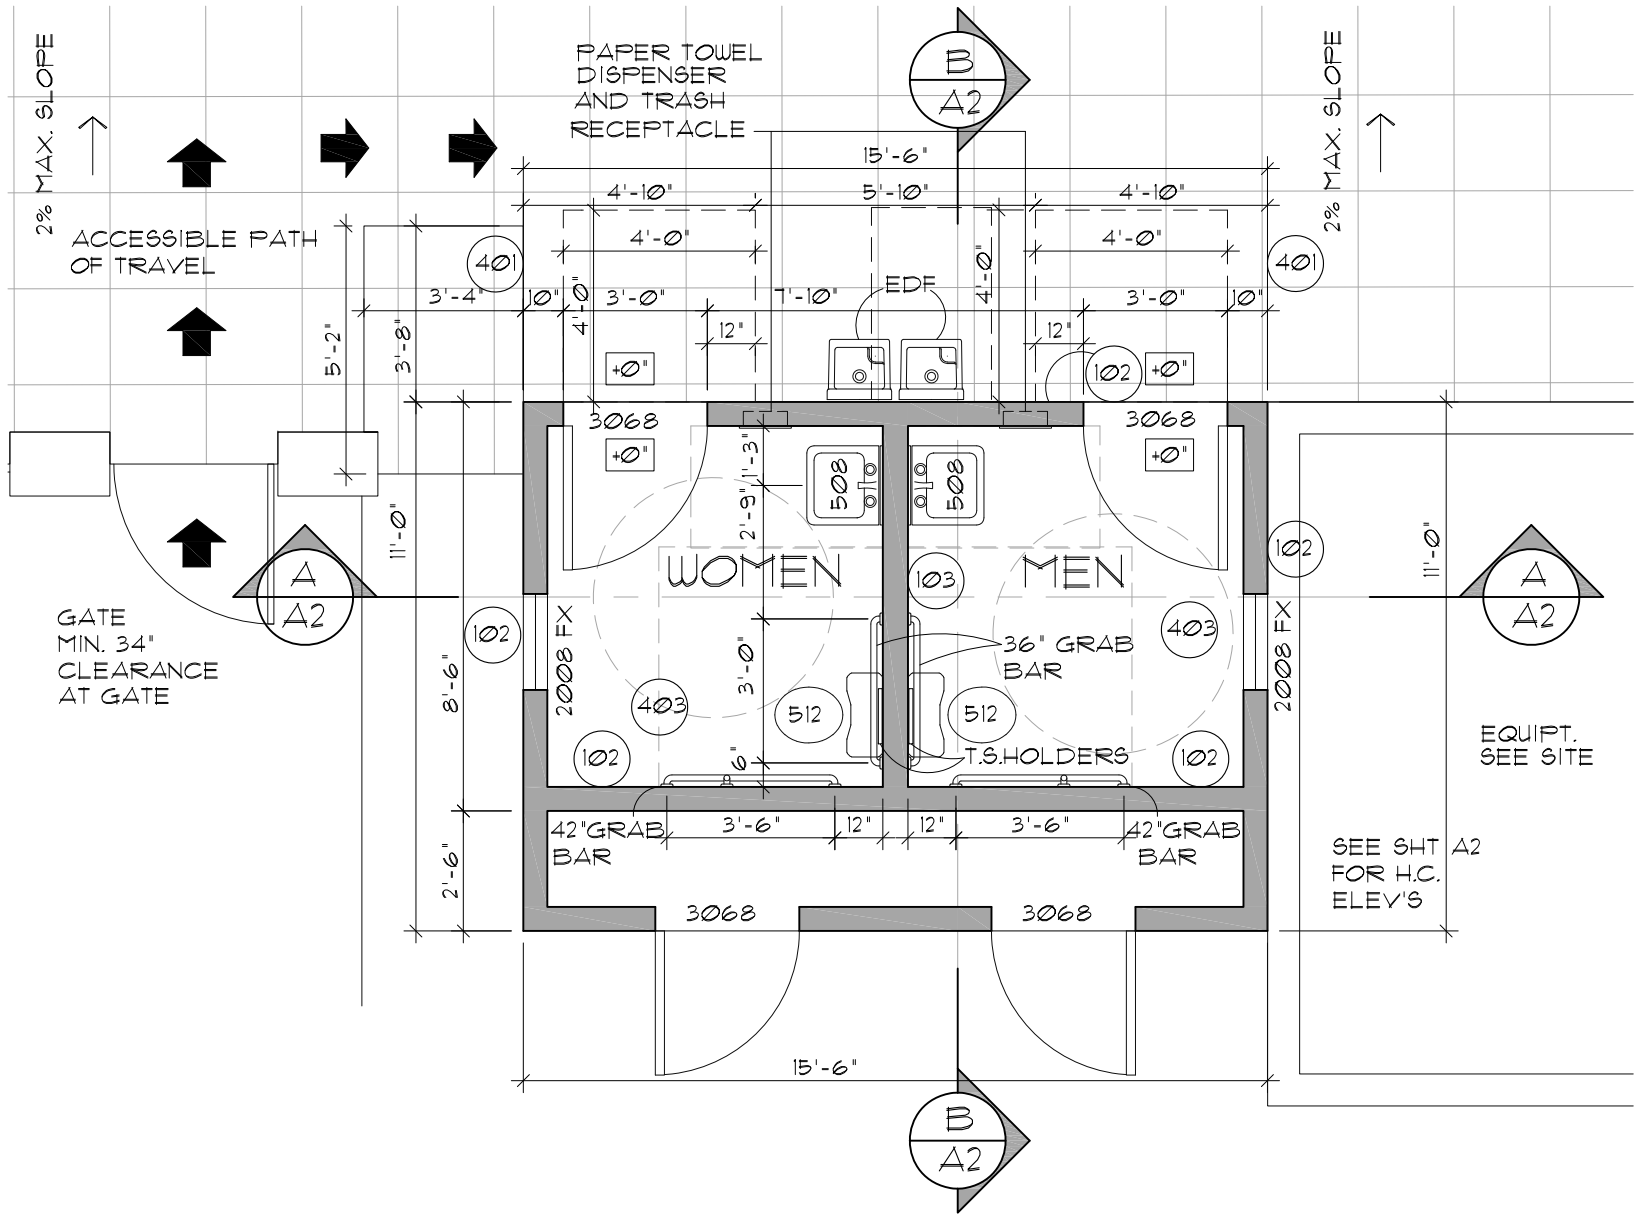 2% MAX. SLOPE
PAPER TOWEL
DISPENSER
AND TRASH
RECEPTACLE
B
A2
2% MAX. SLOPE
15'-6"
4'-10"
5'-10"
4'-10"
ACCESSIBLE PATH
OF TRAVEL
4'-0"
4'-0"
401
401
4'-0"
4'-0"
EDF
3'-4"
10"
3'-0"
7'-10"
3'-0"
10"
12"
12"
5'-2"
3'-8"
+0"
102
+0"
3068
3068
+0"
+0"
1'-3"
508
508
2'-9"
11'-0"
11'-0"
WOMEN
MEN
103
102
A
A2
A
A2
GATE
MIN. 34"
CLEARANCE
AT GATE
102
2008 FX
403
2008 FX
36" GRAB
BAR
3'-0"
8'-6"
403
512
512
EQUIPT.
SEE SITE
102
6"
T.S.HOLDERS
102
42"GRAB
BAR
3'-6"
12"
12"
3'-6"
42"GRAB
BAR
2'-6"
SEE SHT A2
FOR H.C.
ELEV'S
3068
3068
15'-6"
B
A2